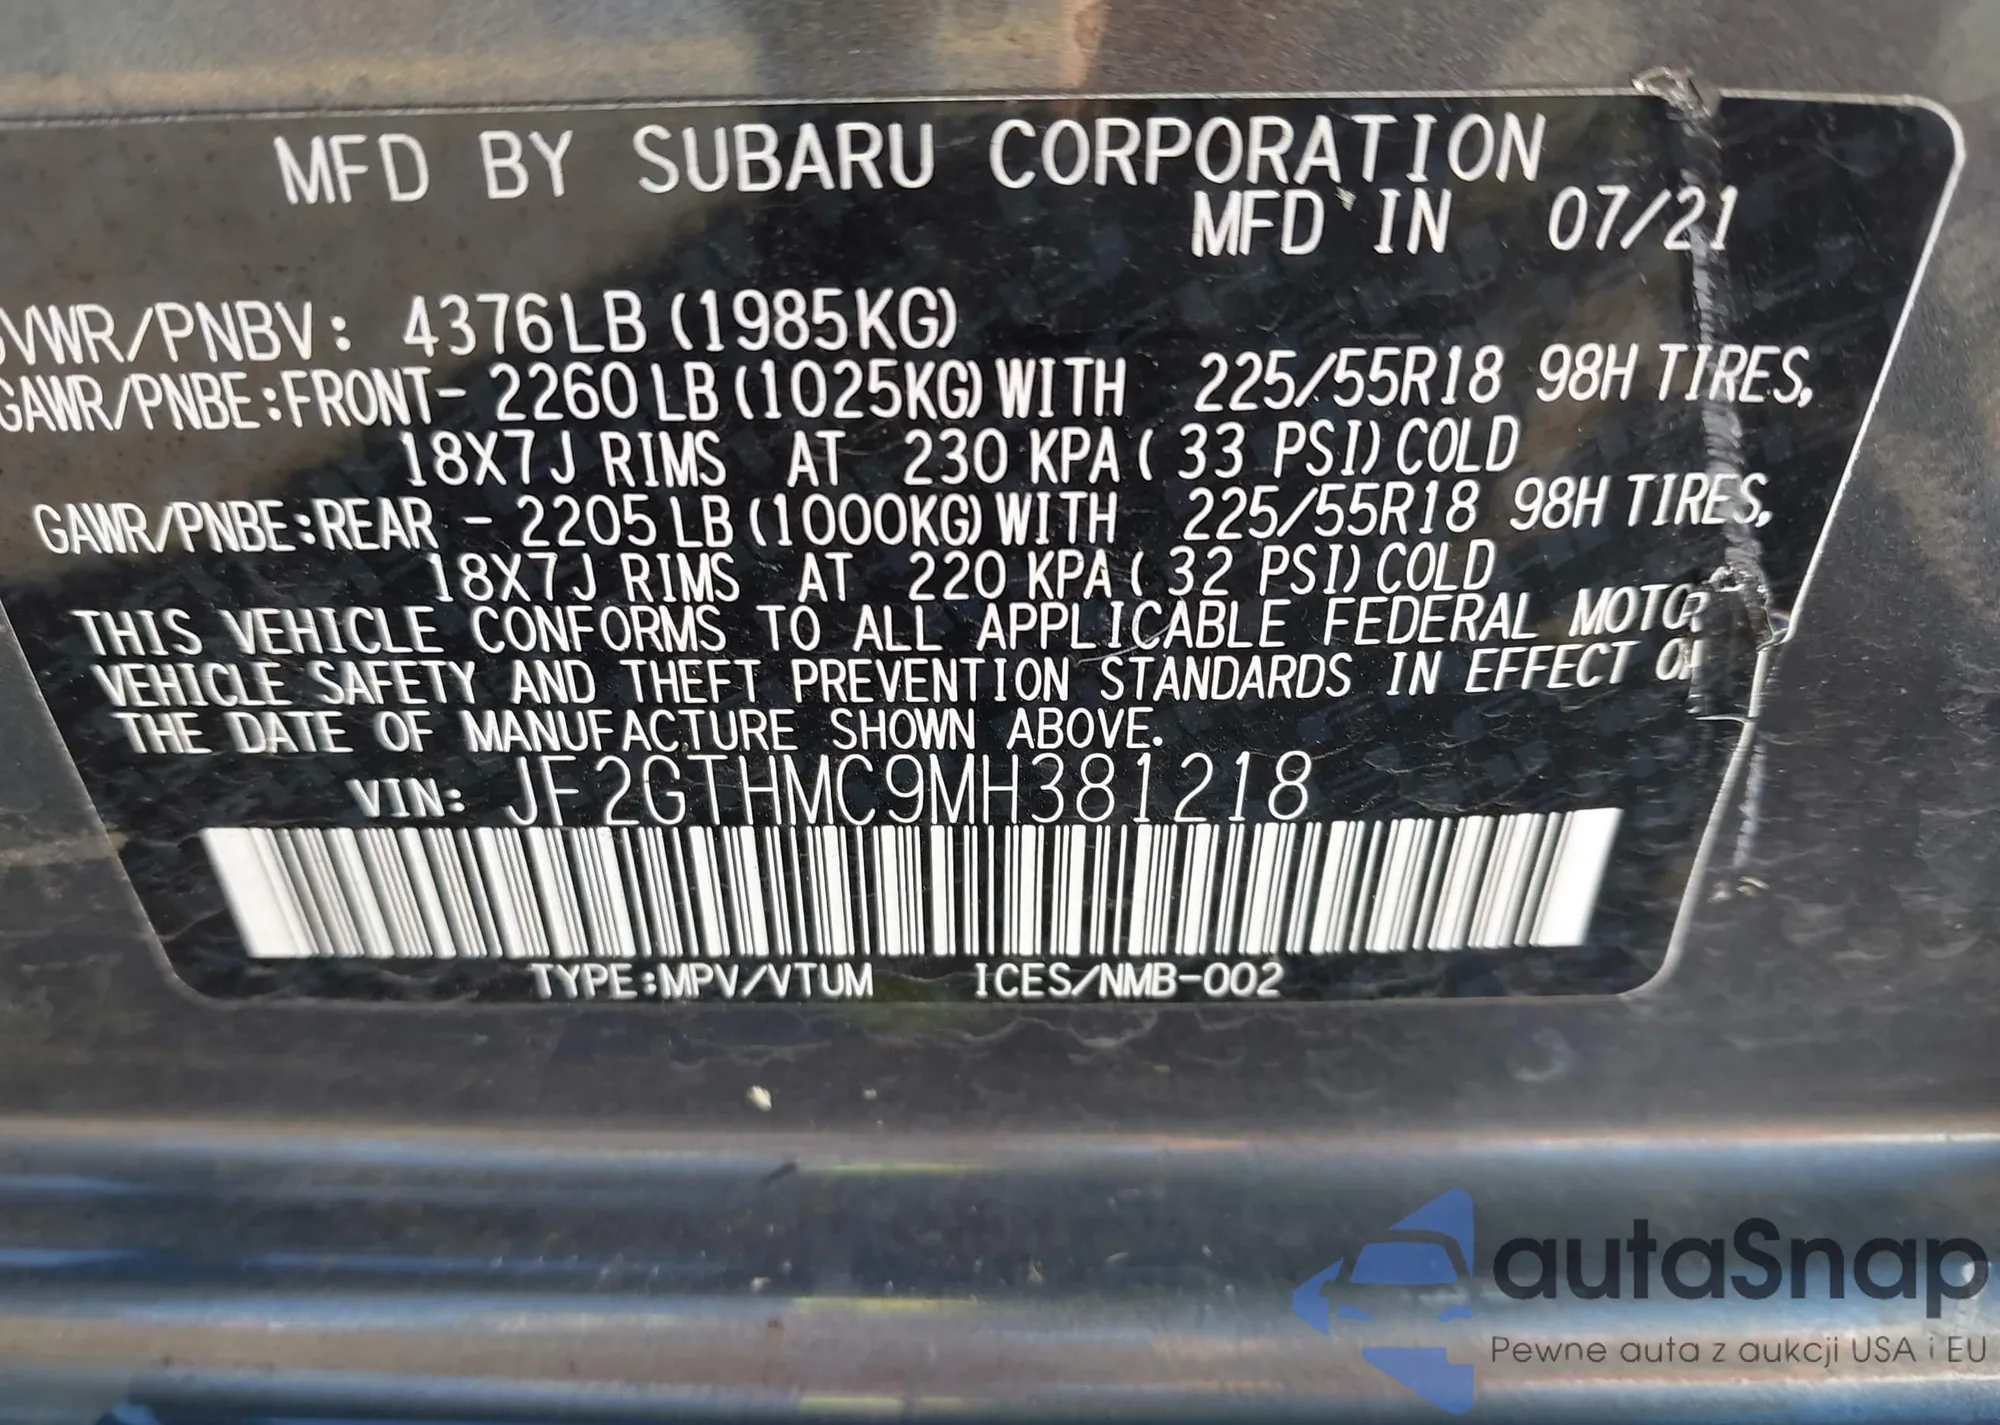 MFD BY SUBARU CORPORATION
MFD IN 07/21
GVWR/PNBV: 4376LB (1985KG)
GAWR/PNBE:FRONT- 2260 LB (1025KG) WITH 225/55R18 98H TIRES,
18X7J RIMS AT 230 KPA ( 33 PSI) COLD
GAWR/PNBE:REAR - 2205 LB (1000KG) WITH 225/55R18 98H TIRES,
18X7J RIMS AT 220 KPA ( 32 PSI) COLD
THIS VEHICLE CONFORMS TO ALL APPLICABLE FEDERAL MOTOR
VEHICLE SAFETY AND THEFT PREVENTION STANDARDS IN EFFECT ON
THE DATE OF MANUFACTURE SHOWN ABOVE.
VIN: JF2GTHMC9MH381218
TYPE:MPV/VTUM ICES/NMB-002
autaSnap
Pewne auta z aukcji USA i EU